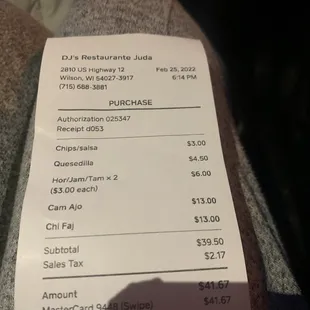 DJ's Restaurante Juda
2810 US Highway 12 Feb 25, 2022
Wilson, WI 54027-3917 6:14 PM
(715) 688-3881
PURCHASE
Authorization 025347
Receipt d053
Chips/salsa $3.00
Quesedilla $4.50
Hor/Jam/Tam x 2 $6.00
($3.00 each)
Cam Ajo $13.00
Chi Faj $13.00
Subtotal $39.50
Sales Tax $2.17
Amount $41.67
MasterCard 9448 (Swipe) $41.67